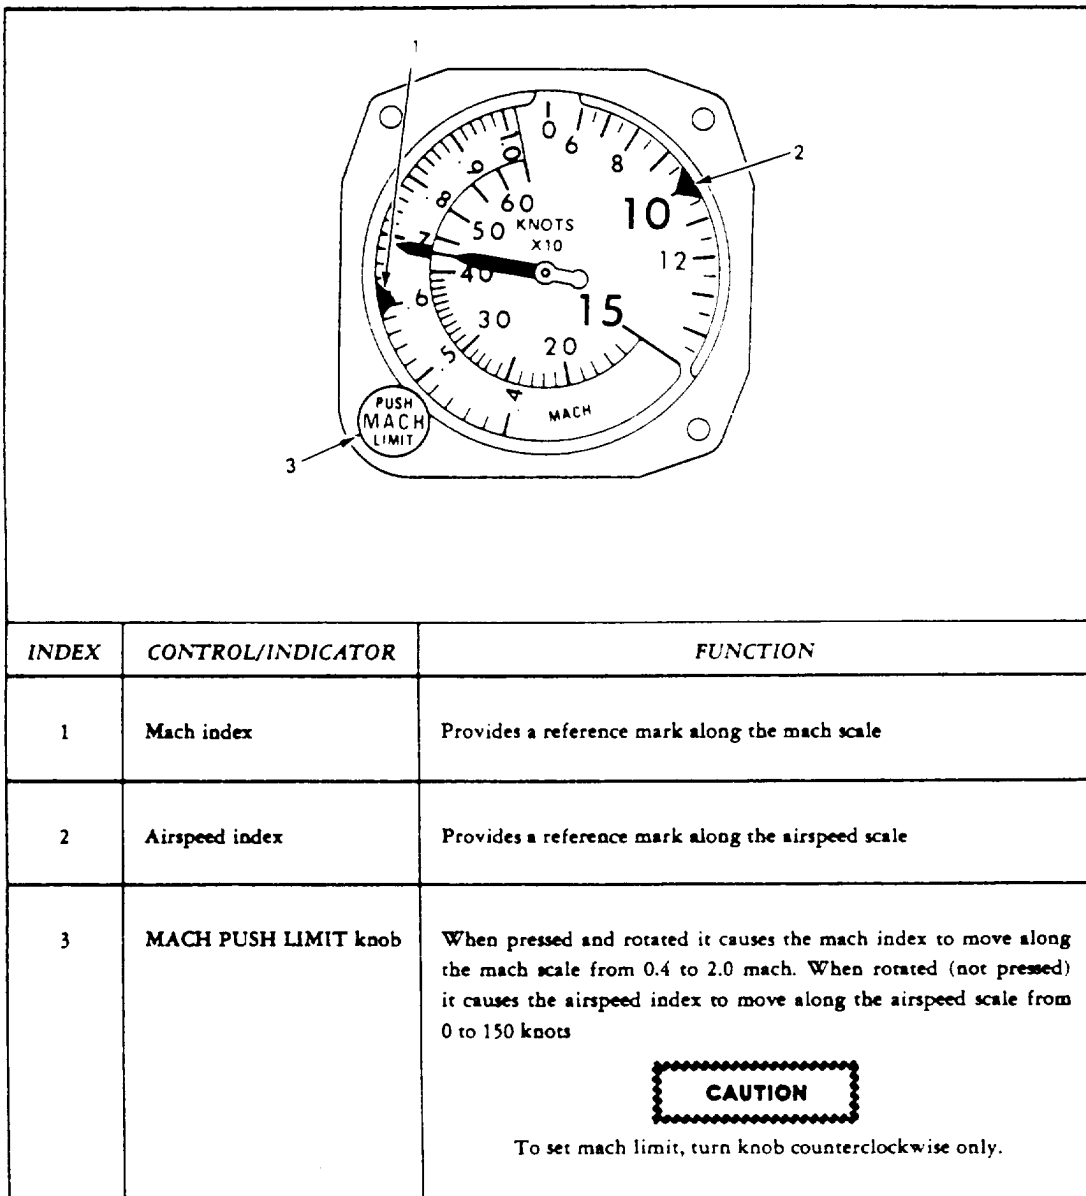 1
1
0
6
8
2
10
12
15
1.0
.9
.8
.7
.6
.5
.4
60
50
40
30
20
KNOTS
X10
MACH
PUSH
MACH
LIMIT
3
INDEX CONTROL/INDICATOR FUNCTION
1 Mach index Provides a reference mark along the mach scale
2 Airspeed index Provides a reference mark along the airspeed scale
3 MACH PUSH LIMIT knob When pressed and rotated it causes the mach index to move along
the mach scale from 0.4 to 2.0 mach. When rotated (not pressed)
it causes the airspeed index to move along the airspeed scale from
0 to 150 knots
CAUTION
To set mach limit, turn knob counterclockwise only.